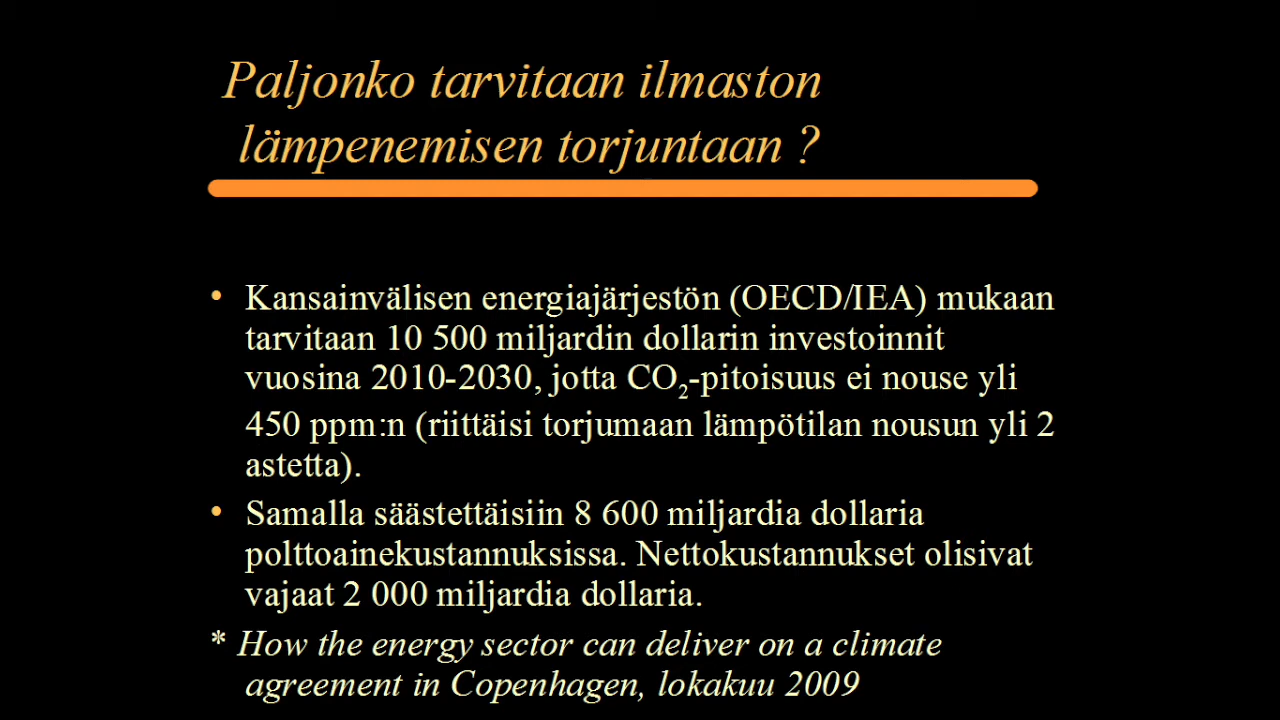 Paljonko tarvitaan ilmaston
lämpenemisen torjuntaan ?
• Kansainvälisen energiajärjestön (OECD/IEA) mukaan
tarvitaan 10 500 miljardin dollarin investoinnit
vuosina 2010-2030, jotta CO₂-pitoisuus ei nouse yli
450 ppm:n (riittäisi torjumaan lämpötilan nousun yli 2
astetta).
• Samalla säästettäisiin 8 600 miljardia dollaria
polttoainekustannuksissa. Nettokustannukset olisivat
vajaat 2 000 miljardia dollaria.
* How the energy sector can deliver on a climate
agreement in Copenhagen, lokakuu 2009